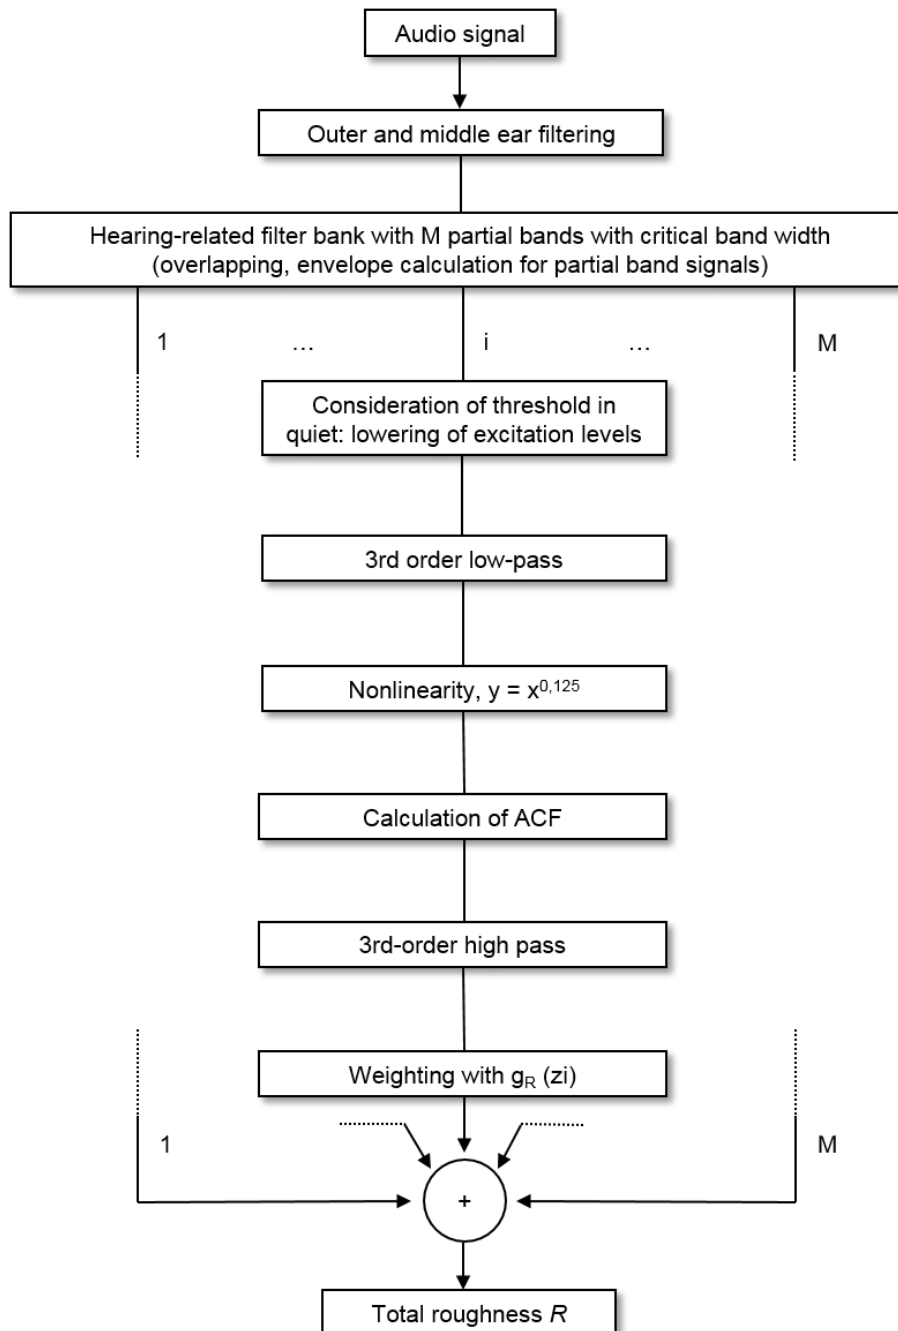 Audio signal
Outer and middle ear filtering
Hearing-related filter bank with M partial bands with critical band width
(overlapping, envelope calculation for partial band signals)
1 … i … M
Consideration of threshold in
quiet: lowering of excitation levels
3rd order low-pass
Nonlinearity, y = x^0,125
Calculation of ACF
3rd-order high pass
Weighting with g_R (zi)
1 M
+
Total roughness R